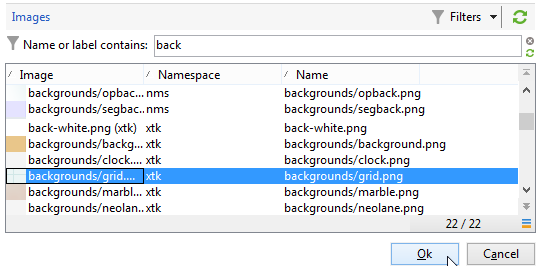 Images Filters
Name or label contains: back
Image Namespace Name
backgrounds/opbac... nms backgrounds/opback.png
backgrounds/segbac... nms backgrounds/segback.png
back-white.png (xtk) xtk back-white.png
backgrounds/backg... xtk backgrounds/background.png
backgrounds/clock.... xtk backgrounds/clock.png
backgrounds/grid.... xtk backgrounds/grid.png
backgrounds/marbl... xtk backgrounds/marble.png
backgrounds/neolan... xtk backgrounds/neolane.png
22 / 22
Ok Cancel